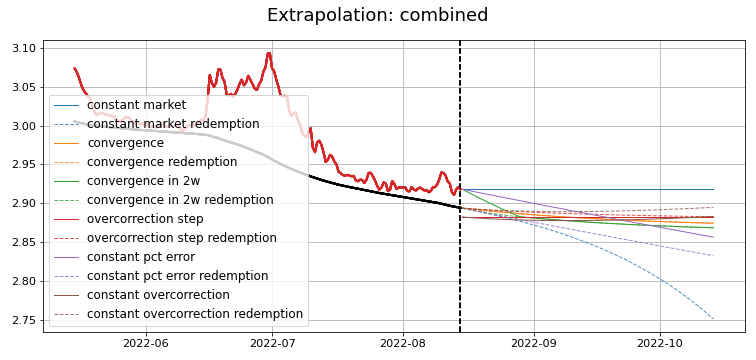 Extrapolation: combined
3.10
3.05
3.00
2.95
2.90
2.85
2.80
2.75
constant market
constant market redemption
convergence
convergence redemption
convergence in 2w
convergence in 2w redemption
overcorrection step
overcorrection step redemption
constant pct error
constant pct error redemption
constant overcorrection
constant overcorrection redemption
2022-06 2022-07 2022-08 2022-09 2022-10